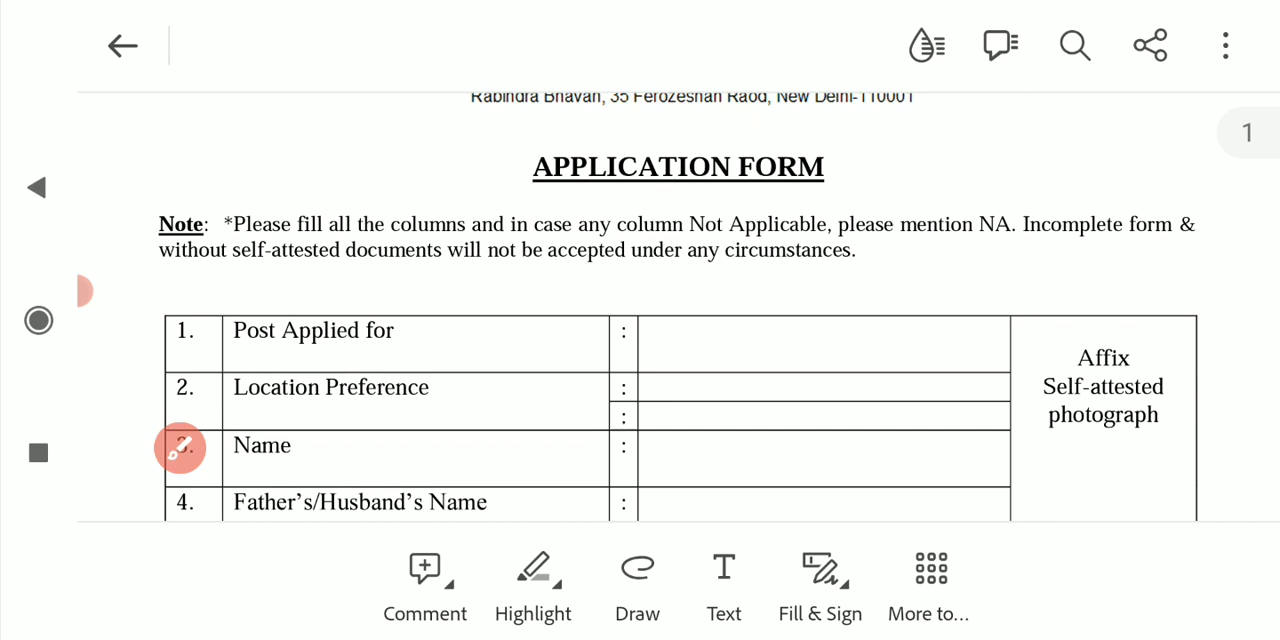 Rabindra Bhavan, 35 Ferozeshah Raod, New Delhi-110001
1
APPLICATION FORM
Note: *Please fill all the columns and in case any column Not Applicable, please mention NA. Incomplete form &
without self-attested documents will not be accepted under any circumstances.
1. Post Applied for :
Affix
Self-attested
photograph
2. Location Preference :
:
3. Name :
4. Father’s/Husband’s Name :
Comment Highlight Draw Text Fill & Sign More to...